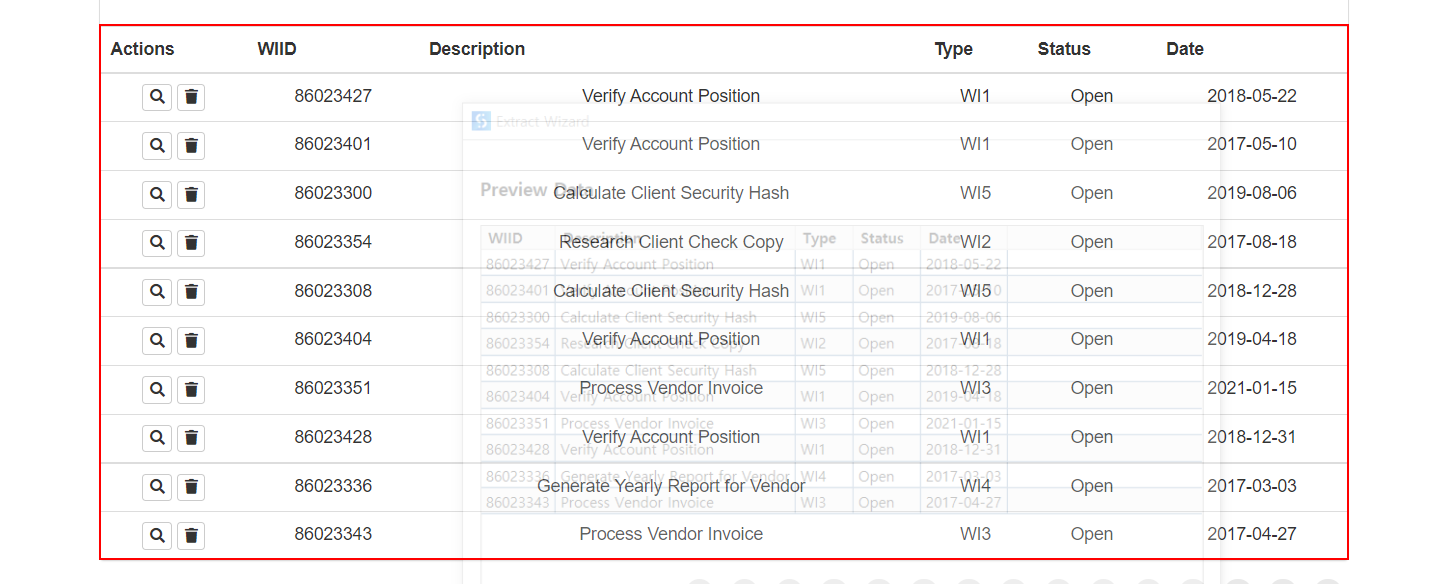 Actions WIID Description Type Status Date
86023427 Verify Account Position WI1 Open 2018-05-22
Extract Wizard
86023401 Verify Account Position WI1 Open 2017-05-10
Preview Data
86023300 Calculate Client Security Hash WI5 Open 2019-08-06
WIID Description Type Status Date
86023354 Research Client Check Copy WI2 Open 2017-08-18
86023427 Verify Account Position WI1 Open 2018-05-22
86023308 Calculate Client Security Hash WI5 Open 2018-12-28
86023401 Verify Account Position WI1 Open 2017-05-10
86023300 Calculate Client Security Hash WI5 Open 2019-08-06
86023404 Verify Account Position WI1 Open 2019-04-18
86023354 Research Client Check Copy WI2 Open 2017-08-18
86023308 Calculate Client Security Hash WI5 Open 2018-12-28
86023351 Process Vendor Invoice WI3 Open 2021-01-15
86023404 Verify Account Position WI1 Open 2019-04-18
86023351 Process Vendor Invoice WI3 Open 2021-01-15
86023428 Verify Account Position WI1 Open 2018-12-31
86023428 Verify Account Position WI1 Open 2018-12-31
86023336 Generate Yearly Report for Vendor WI4 Open 2017-03-03
86023336 Generate Yearly Report for Vendor WI4 Open 2017-03-03
86023343 Process Vendor Invoice WI3 Open 2017-04-27
86023343 Process Vendor Invoice WI3 Open 2017-04-27